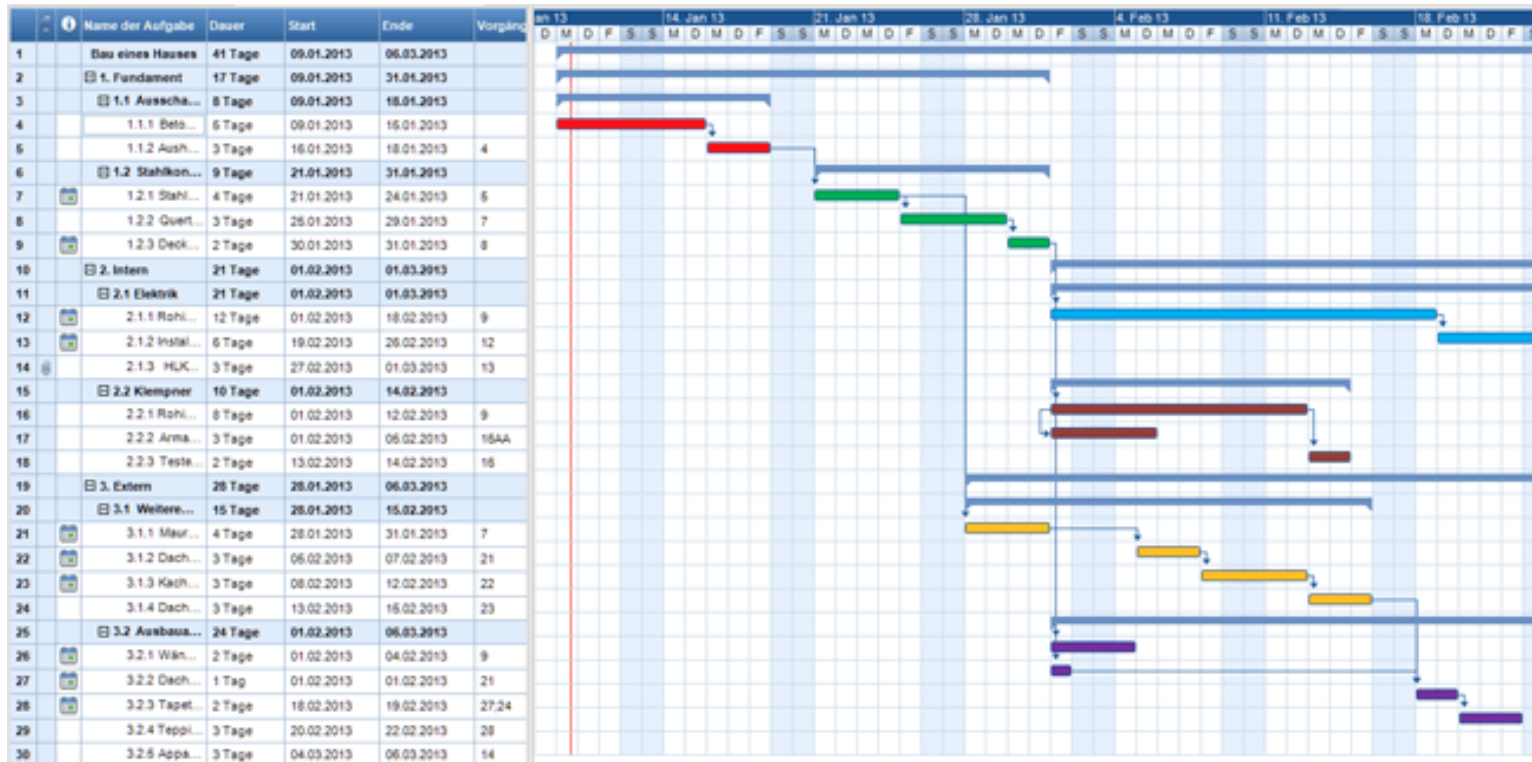 Name der Aufgabe Dauer Start Ende Vorgäng
an 13 14. Jan 13 21. Jan 13 28. Jan 13 4. Feb 13 11. Feb 13 18. Feb 13
D M D F S S M D M D F S S M D M D F S S M D M D F S S M D M D F S S M D M D F S S M D M D F
1 Bau eines Hauses 41 Tage 09.01.2013 06.03.2013
2 1. Fundament 17 Tage 09.01.2013 31.01.2013
3 1.1 Ausscha... 8 Tage 09.01.2013 18.01.2013
4 1.1.1 Beto... 5 Tage 09.01.2013 15.01.2013
5 1.1.2 Aush... 3 Tage 16.01.2013 18.01.2013 4
6 1.2 Stahlkon... 9 Tage 21.01.2013 31.01.2013
7 1.2.1 Stahl... 4 Tage 21.01.2013 24.01.2013 5
8 1.2.2 Quert... 3 Tage 25.01.2013 29.01.2013 7
9 1.2.3 Deck... 2 Tage 30.01.2013 31.01.2013 8
10 2. Intern 21 Tage 01.02.2013 01.03.2013
11 2.1 Elektrik 21 Tage 01.02.2013 01.03.2013
12 2.1.1 Rohi... 12 Tage 01.02.2013 18.02.2013 9
13 2.1.2 Instal... 6 Tage 19.02.2013 26.02.2013 12
14 2.1.3 HLK... 3 Tage 27.02.2013 01.03.2013 13
15 2.2 Klempner 10 Tage 01.02.2013 14.02.2013
16 2.2.1 Rohi... 8 Tage 01.02.2013 12.02.2013 9
17 2.2.2 Arma... 3 Tage 01.02.2013 05.02.2013 16AA
18 2.2.3 Teste... 2 Tage 13.02.2013 14.02.2013 16
19 3. Extern 28 Tage 28.01.2013 06.03.2013
20 3.1 Weitere... 15 Tage 28.01.2013 15.02.2013
21 3.1.1 Maur... 4 Tage 28.01.2013 31.01.2013 7
22 3.1.2 Dach... 3 Tage 05.02.2013 07.02.2013 21
23 3.1.3 Kach... 3 Tage 08.02.2013 12.02.2013 22
24 3.1.4 Dach... 3 Tage 13.02.2013 15.02.2013 23
25 3.2 Ausbaua... 24 Tage 01.02.2013 06.03.2013
26 3.2.1 Wän... 2 Tage 01.02.2013 04.02.2013 9
27 3.2.2 Dach... 1 Tag 01.02.2013 01.02.2013 21
28 3.2.3 Tapet... 2 Tage 18.02.2013 19.02.2013 27;24
29 3.2.4 Teppi... 3 Tage 20.02.2013 22.02.2013 28
30 3.2.5 Appa... 3 Tage 04.03.2013 06.03.2013 14